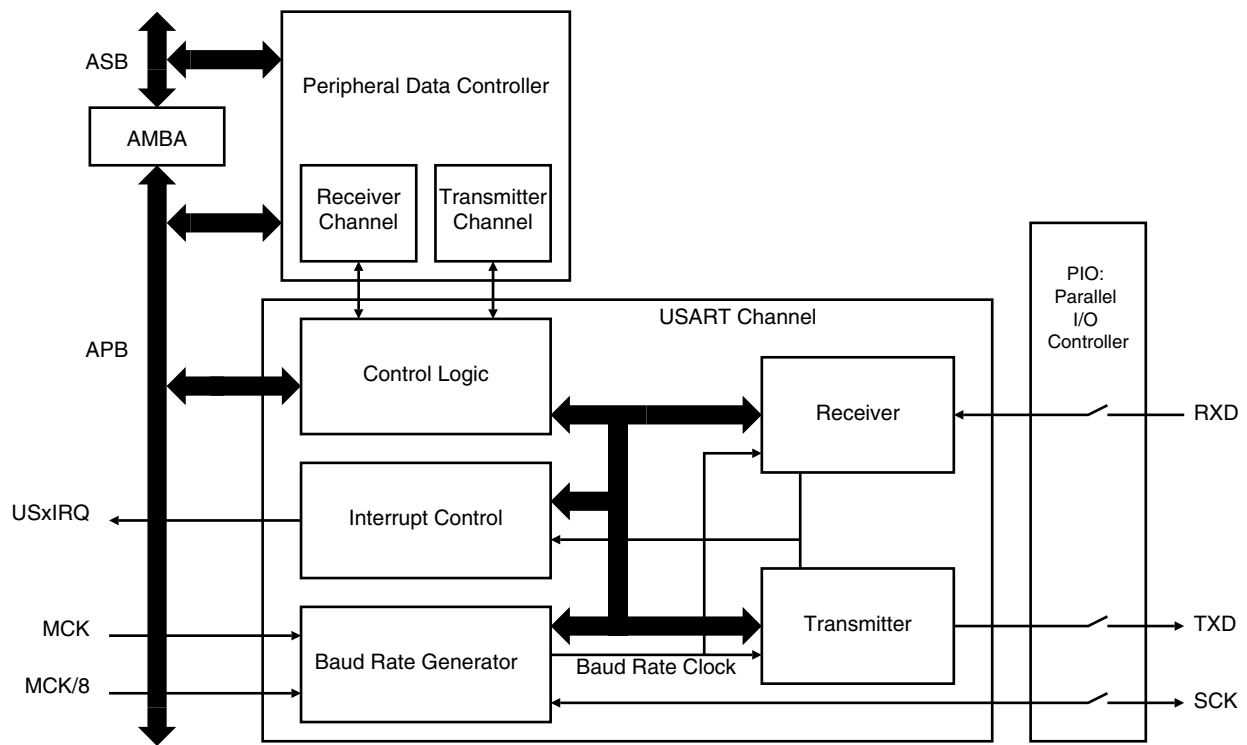 ASB
Peripheral Data Controller
AMBA
Receiver
Channel
Transmitter
Channel
PIO:
Parallel
I/O
Controller
USART Channel
APB
Control Logic
Receiver
RXD
USxIRQ
Interrupt Control
MCK
Transmitter
TXD
Baud Rate Generator
Baud Rate Clock
MCK/8
SCK